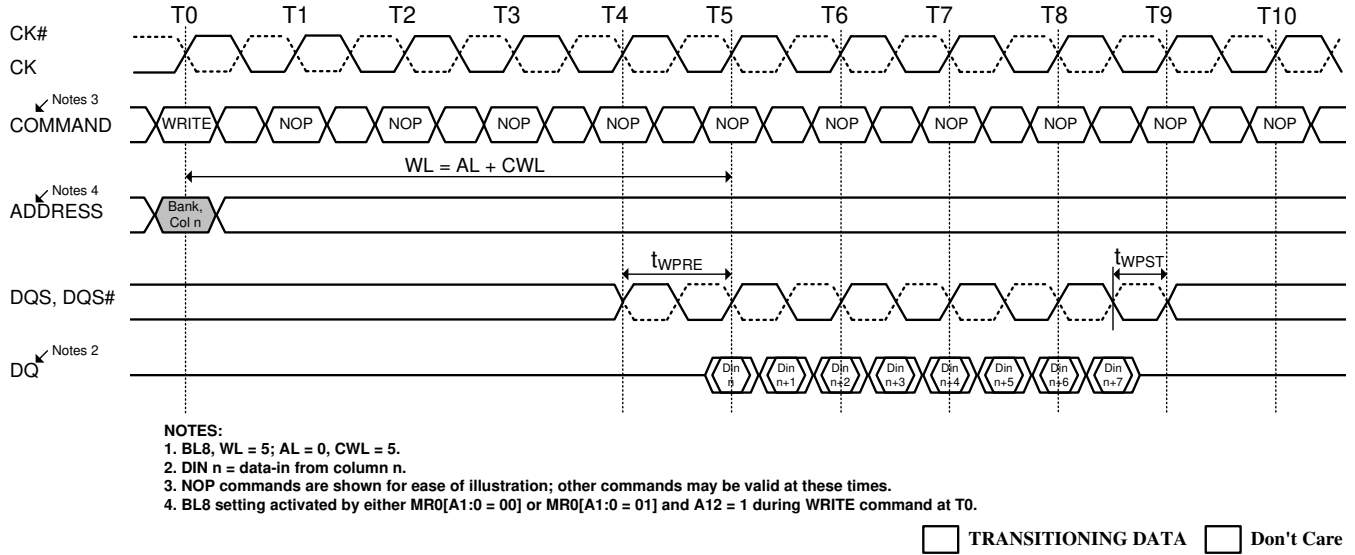 T0 T1 T2 T3 T4 T5 T6 T7 T8 T9 T10
CK#
CK
Notes 3
COMMAND WRITE NOP NOP NOP NOP NOP NOP NOP NOP NOP NOP
WL = AL + CWL
Notes 4
ADDRESS
Bank,
Col n
tWPRE tWPST
DQS, DQS#
Notes 2
DQ
Din Din Din Din Din Din Din Din
n n+1 n+2 n+3 n+4 n+5 n+6 n+7
NOTES:
1. BL8, WL = 5; AL = 0, CWL = 5.
2. DIN n = data-in from column n.
3. NOP commands are shown for ease of illustration; other commands may be valid at these times.
4. BL8 setting activated by either MR0[A1:0 = 00] or MR0[A1:0 = 01] and A12 = 1 during WRITE command at T0.
TRANSITIONING DATA Don't Care